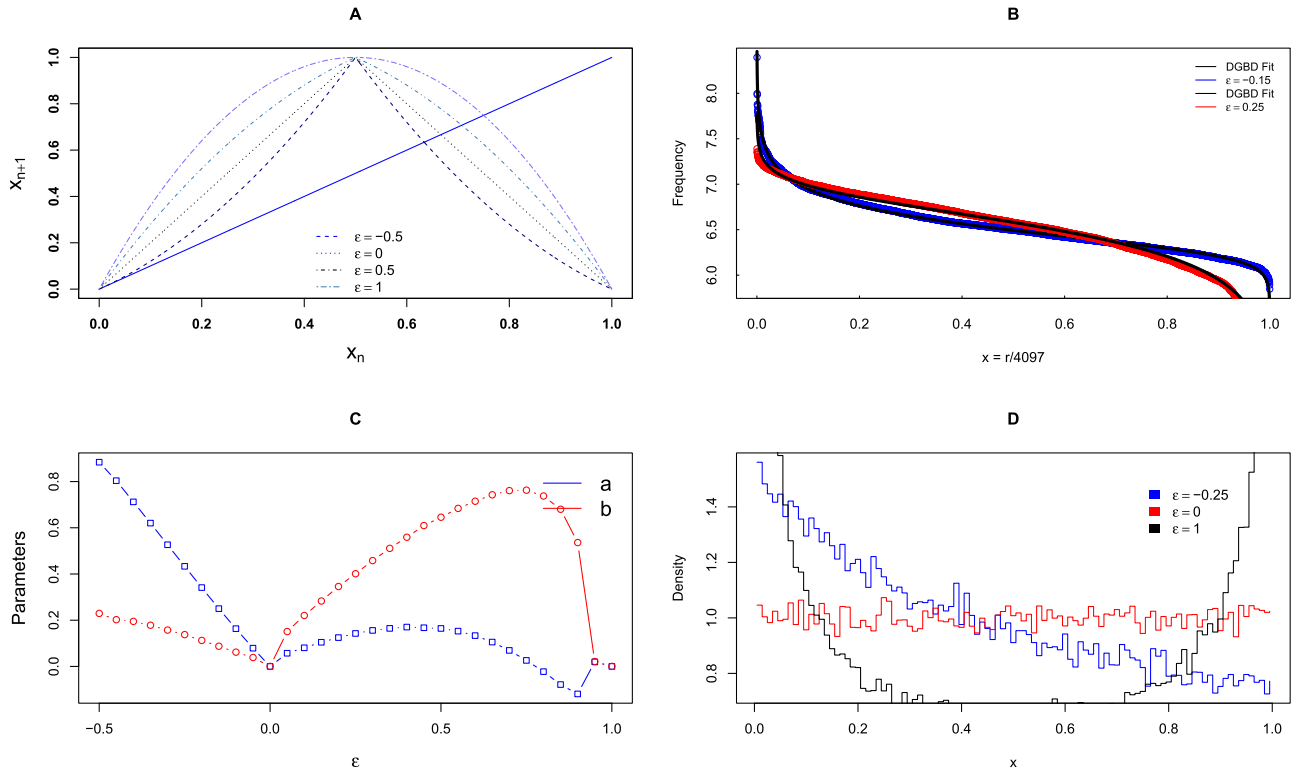 A
x_{n+1}
1.0
0.8
0.6
0.4
0.2
0.0
ε = −0.5
ε = 0
ε = 0.5
ε = 1
0.0 0.2 0.4 0.6 0.8 1.0
x_n
B
Frequency
8.0
7.5
7.0
6.5
6.0
DGBD Fit
ε = −0.15
DGBD Fit
ε = 0.25
0.0 0.2 0.4 0.6 0.8 1.0
x = r/4097
C
Parameters
0.8
0.6
0.4
0.2
0.0
a
b
−0.5 0.0 0.5 1.0
ε
D
Density
1.4
1.2
1.0
0.8
ε = −0.25
ε = 0
ε = 1
0.0 0.2 0.4 0.6 0.8 1.0
x